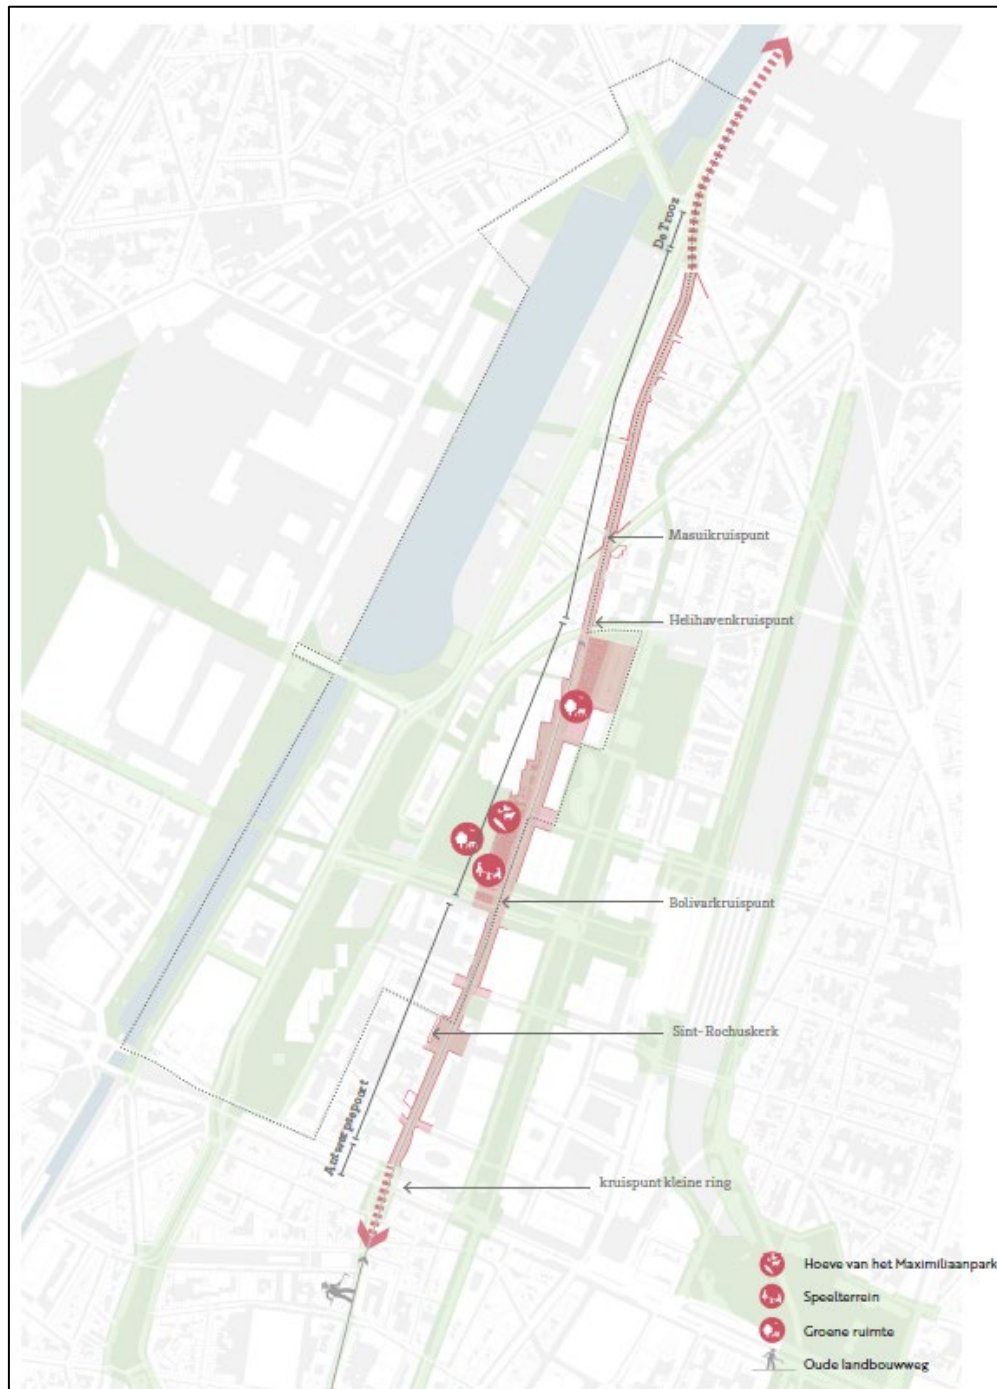 De Trooz
Masuikruispunt
Helihavenkruispunt
Bolivarkruispunt
Sint-Rochuskerk
Antwerpsepoort
kruispunt kleine ring
Hoeve van het Maximiliaanpark
Speelterrein
Groene ruimte
Oude landbouwweg